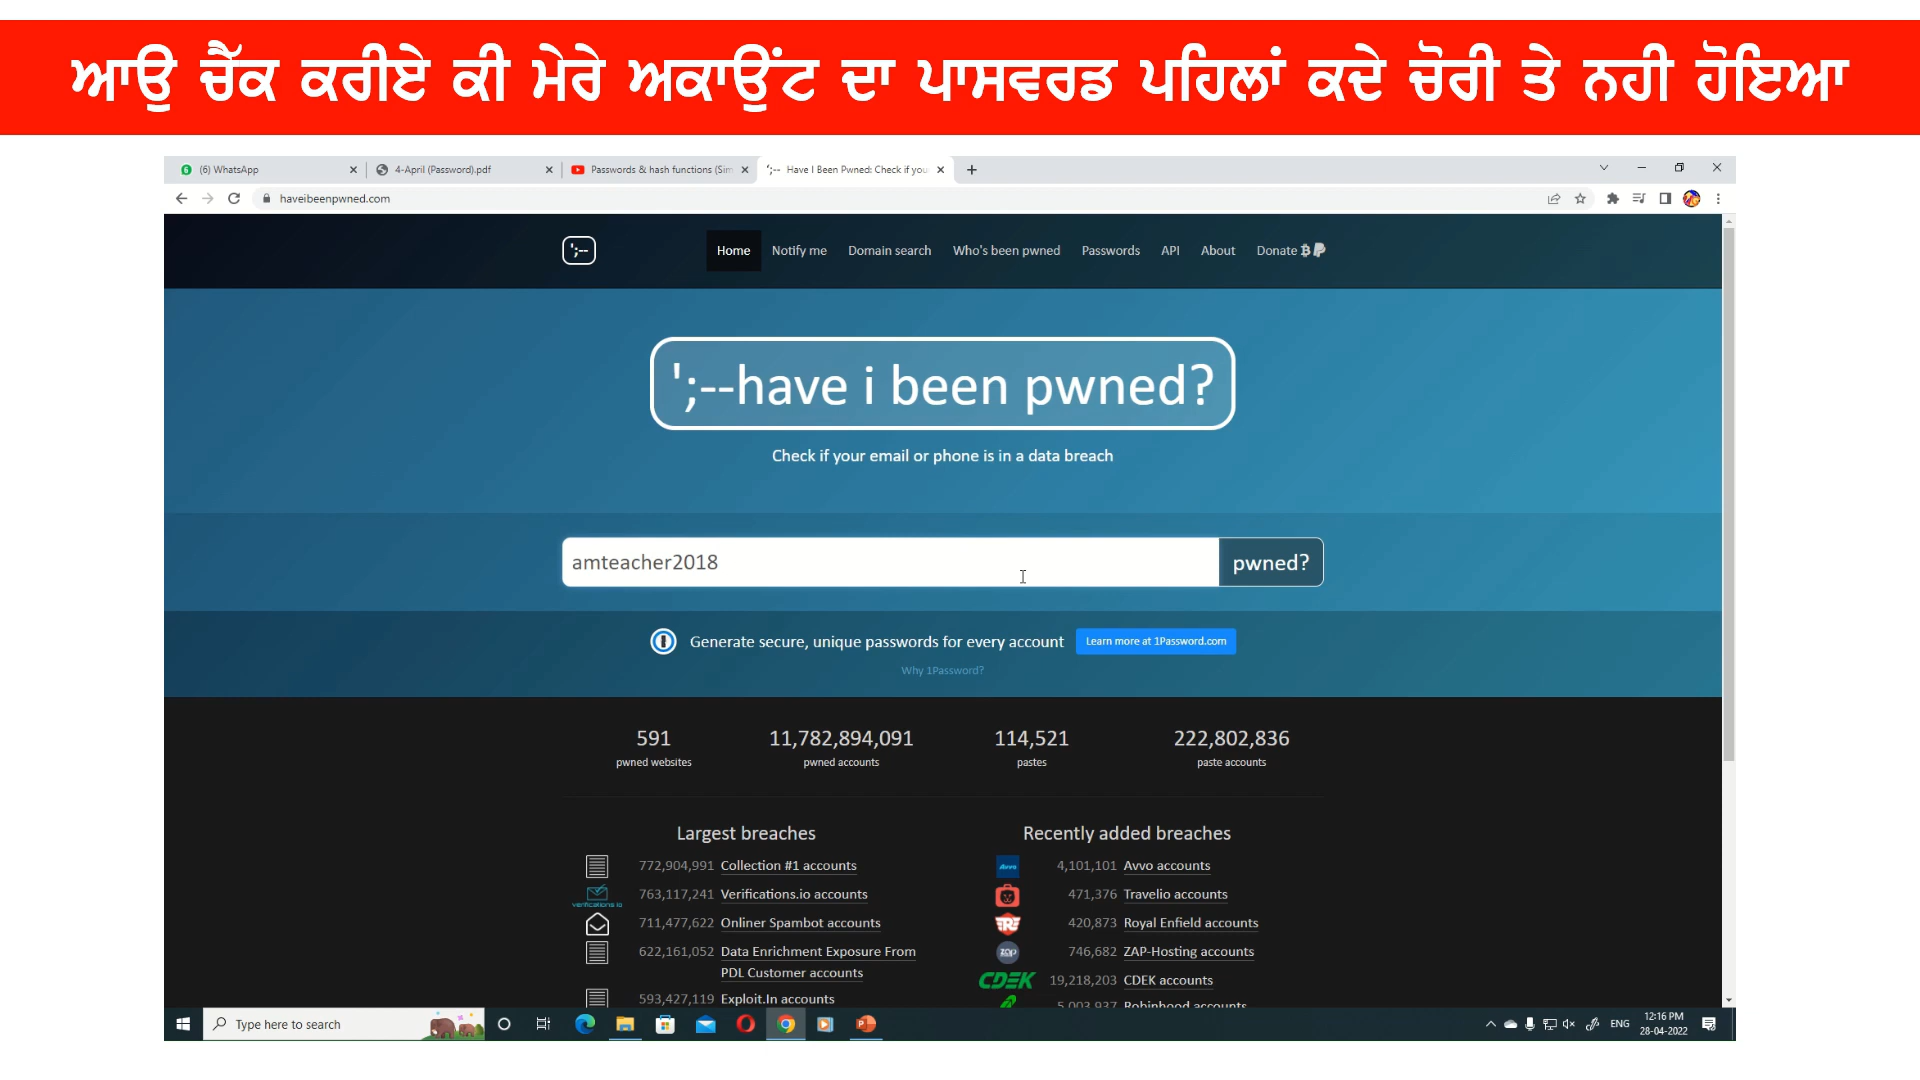 ਆਉ ਚੈੱਕ ਕਰੀਏ ਕੀ ਮੇਰੇ ਅਕਾਉਂਟ ਦਾ ਪਾਸਵਰਡ ਪਹਿਲਾਂ ਕਦੇ ਚੋਰੀ ਤੇ ਨਹੀ ਹੋਇਆ
(6) WhatsApp
4-April (Password).pdf
Passwords & hash functions (Sim
';-- Have I Been Pwned: Check if you
haveibeenpwned.com
';--
Home
Notify me
Domain search
Who's been pwned
Passwords
API
About
Donate
';--have i been pwned?
Check if your email or phone is in a data breach
amteacher2018
pwned?
Generate secure, unique passwords for every account
Learn more at 1Password.com
Why 1Password?
591
11,782,894,091
114,521
222,802,836
pwned websites
pwned accounts
pastes
paste accounts
Largest breaches
772,904,991 Collection #1 accounts
763,117,241 Verifications.io accounts
711,477,622 Onliner Spambot accounts
622,161,052 Data Enrichment Exposure From
PDL Customer accounts
593,427,119 Exploit.In accounts
Recently added breaches
4,101,101 Avvo accounts
471,376 Travelio accounts
420,873 Royal Enfield accounts
746,682 ZAP-Hosting accounts
CDEK 19,218,203 CDEK accounts
5,003,937 Robinhood accounts
Type here to search
ENG
12:16 PM
28-04-2022